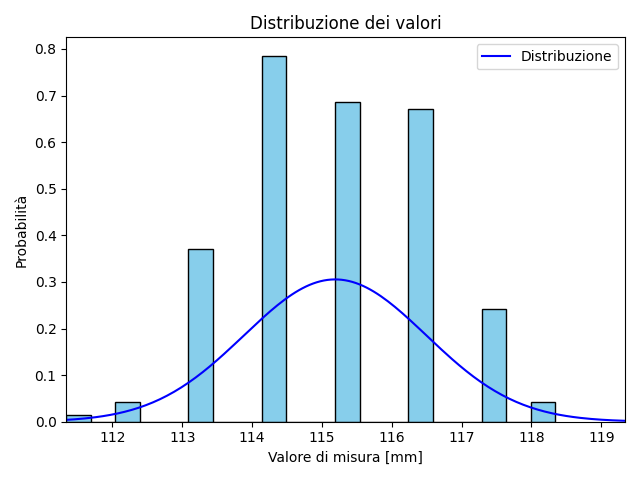 Distribuzione dei valori
Distribuzione
0.8
0.7
0.6
0.5
0.4
0.3
0.2
0.1
0.0
Probabilità
112 113 114 115 116 117 118 119
Valore di misura [mm]